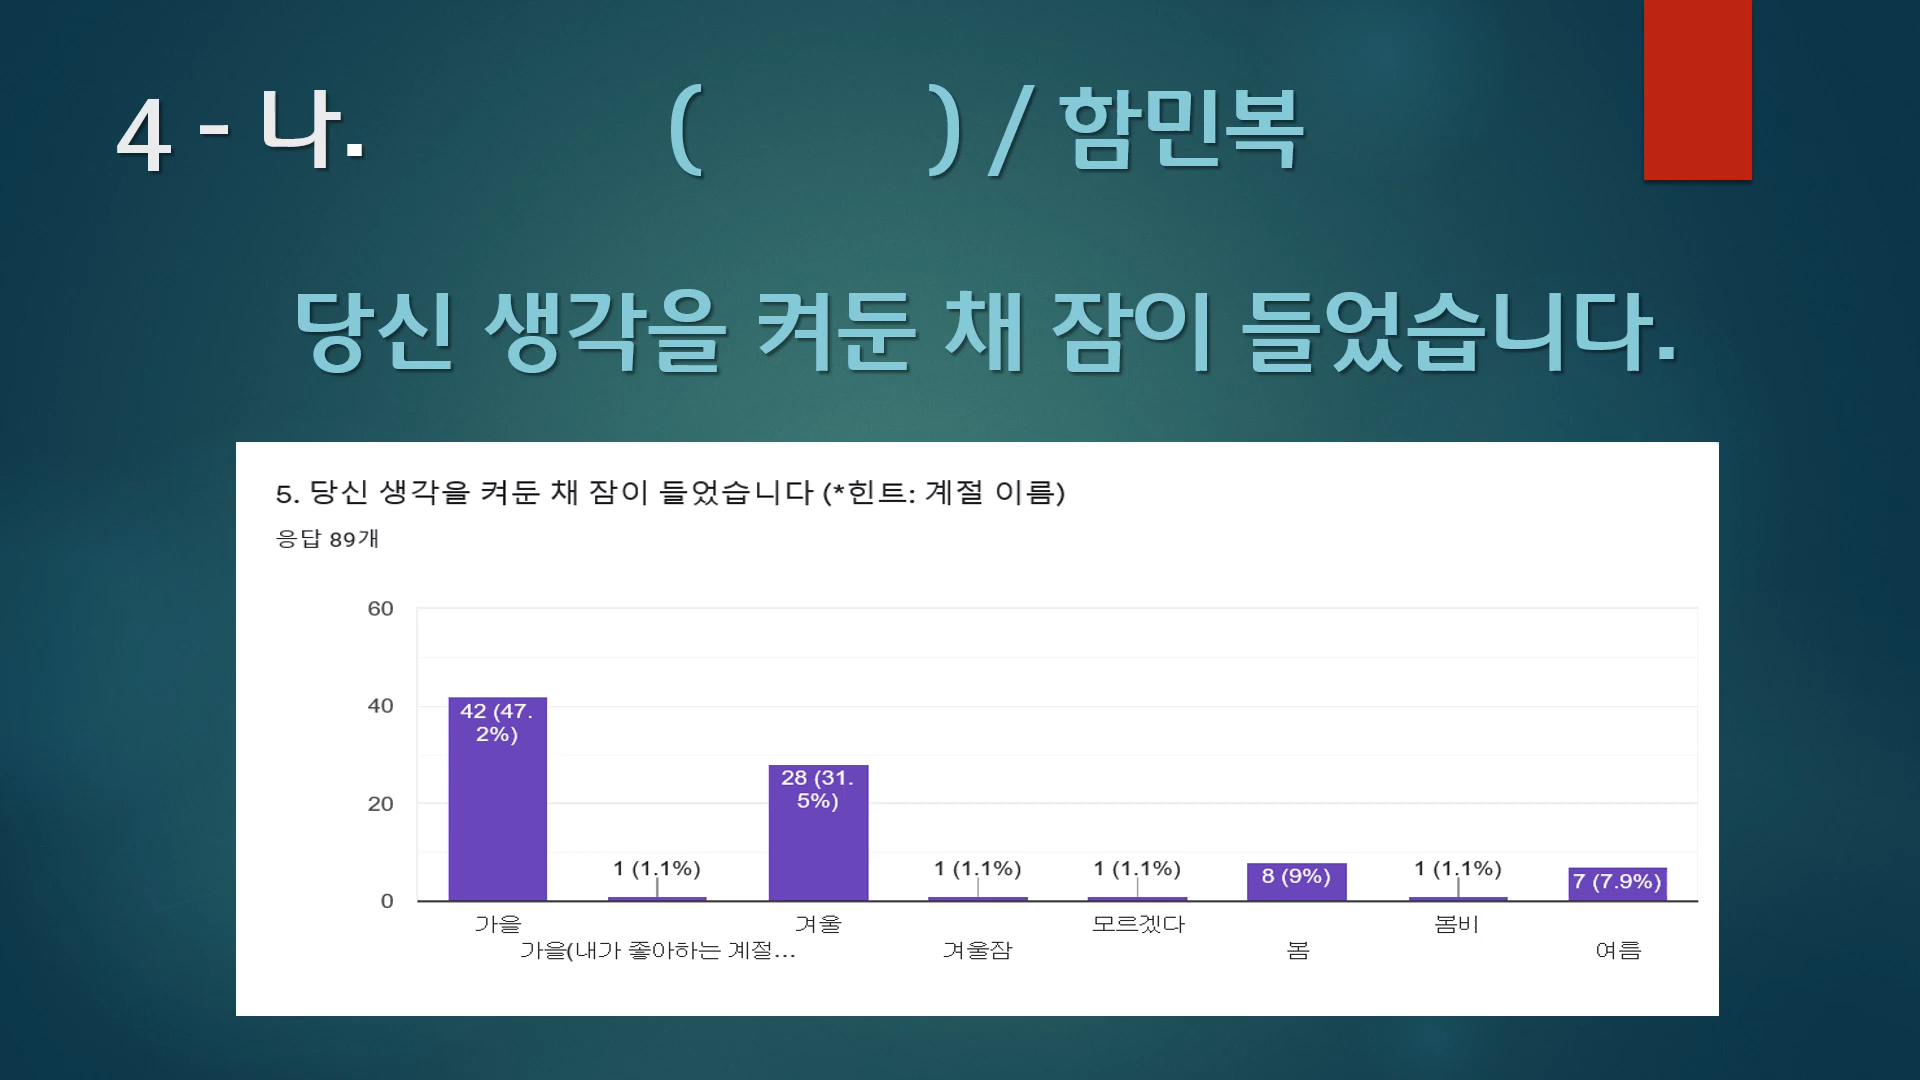 4 - 나. ( ) / 함민복
당신 생각을 켜둔 채 잠이 들었습니다.
5. 당신 생각을 켜둔 채 잠이 들었습니다 (*힌트: 계절 이름)
응답 89개
60
40
20
0
42 (47.
2%)
1 (1.1%)
28 (31.
5%)
1 (1.1%)
1 (1.1%)
8 (9%)
1 (1.1%)
7 (7.9%)
가을
가을(내가 좋아하는 계절...
겨울
겨울잠
모르겠다
봄
봄비
여름